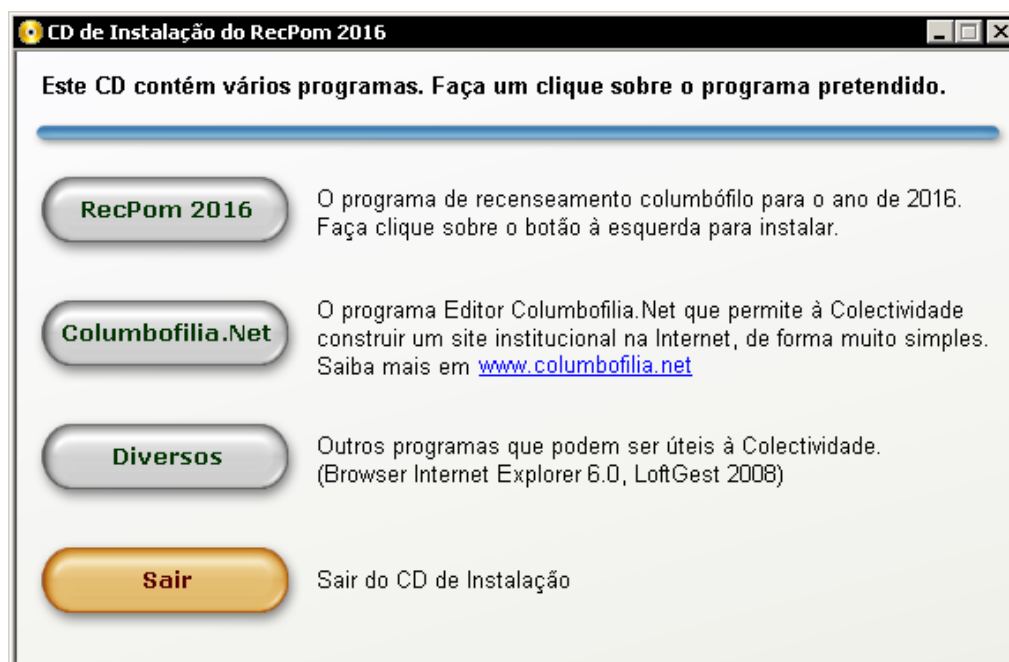 CD de Instalação do RecPom 2016
Este CD contém vários programas. Faça um clique sobre o programa pretendido.
RecPom 2016
O programa de recenseamento columbófilo para o ano de 2016.
Faça clique sobre o botão à esquerda para instalar.
Columbofilia.Net
O programa Editor Columbofilia.Net que permite à Colectividade
construir um site institucional na Internet, de forma muito simples.
Saiba mais em www.columbofilia.net
Diversos
Outros programas que podem ser úteis à Colectividade.
(Browser Internet Explorer 6.0, LoftGest 2008)
Sair
Sair do CD de Instalação